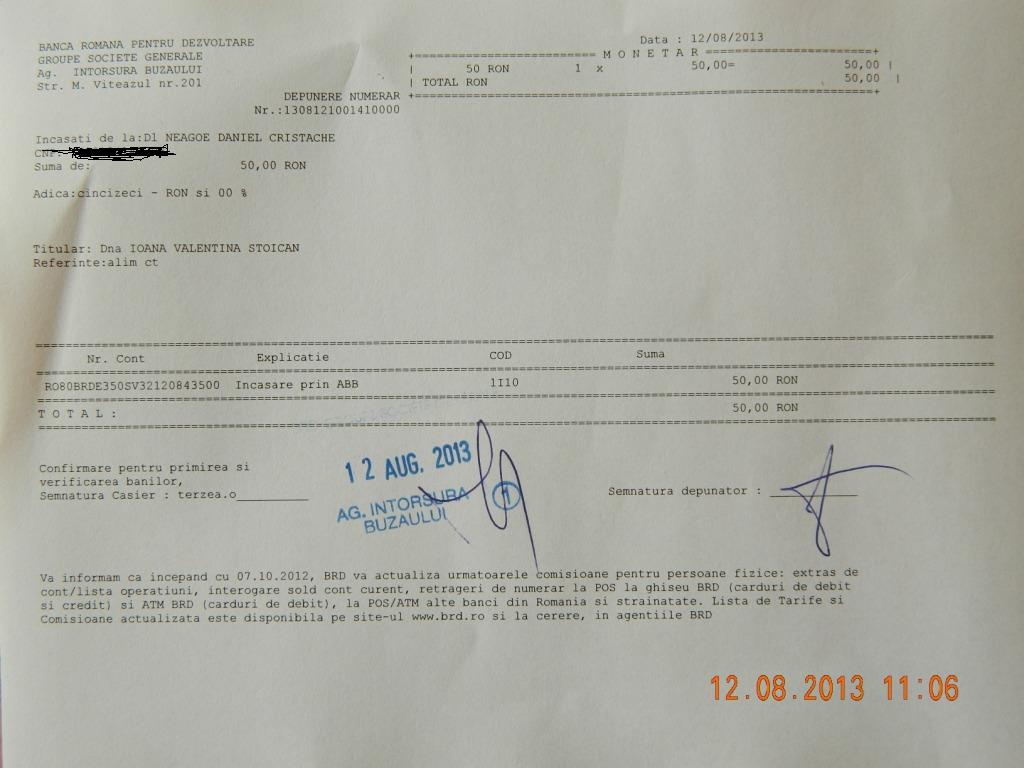 BANCA ROMANA PENTRU DEZVOLTARE
GROUPE SOCIETE GENERALE
Ag. INTORSURA BUZAULUI
Str. M. Viteazul nr.201
Data : 12/08/2013
MONETAR
50 RON 1 x 50,00= 50,00
TOTAL RON 50,00
DEPUNERE NUMERAR
Nr.:1308121001410000
Incasati de la:Dl NEAGOE DANIEL CRISTACHE
CNP:
Suma de: 50,00 RON
Adica:cincizeci - RON si 00 %
Titular: Dna IOANA VALENTINA STOICAN
Referinte:alim ct
Nr. Cont Explicatie COD Suma
RO80BRDE350SV32120843500 Incasare prin ABB 1I10 50,00 RON
TOTAL: 50,00 RON
Confirmare pentru primirea si
verificarea banilor,
Semnatura Casier : terzea.o
12 AUG. 2013
AG. INTORSURA
BUZAULUI
Semnatura depunator :
Va informam ca incepand cu 07.10.2012, BRD va actualiza urmatoarele comisioane pentru persoane fizice: extras de
cont/lista operatiuni, interogare sold cont curent, retrageri de numerar la POS la ghiseu BRD (carduri de debit
si credit) si ATM BRD (carduri de debit), la POS/ATM alte banci din Romania si strainatate. Lista de Tarife si
Comisioane actualizata este disponibila pe site-ul www.brd.ro si la cerere, in agentiile BRD
12.08.2013 11:06